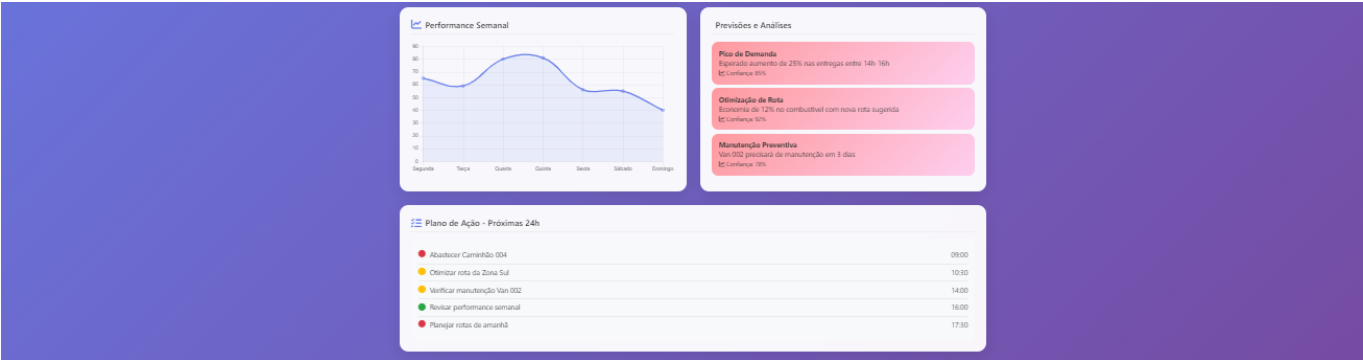 Performance Semanal
90
80
70
60
50
40
30
20
10
0
Segunda Terça Quarta Quinta Sexta Sábado Domingo
Previsões e Análises
Pico de Demanda
Esperado aumento de 25% nas entregas entre 14h-16h
Confiança: 85%
Otimização de Rota
Economia de 12% no combustível com nova rota sugerida
Confiança: 92%
Manutenção Preventiva
Van 002 precisará de manutenção em 3 dias
Confiança: 78%
Plano de Ação - Próximas 24h
Abastecer Caminhão 004 09:00
Otimizar rota da Zona Sul 10:30
Verificar manutenção Van 002 14:00
Revisar performance semanal 16:00
Planejar rotas de amanhã 17:30